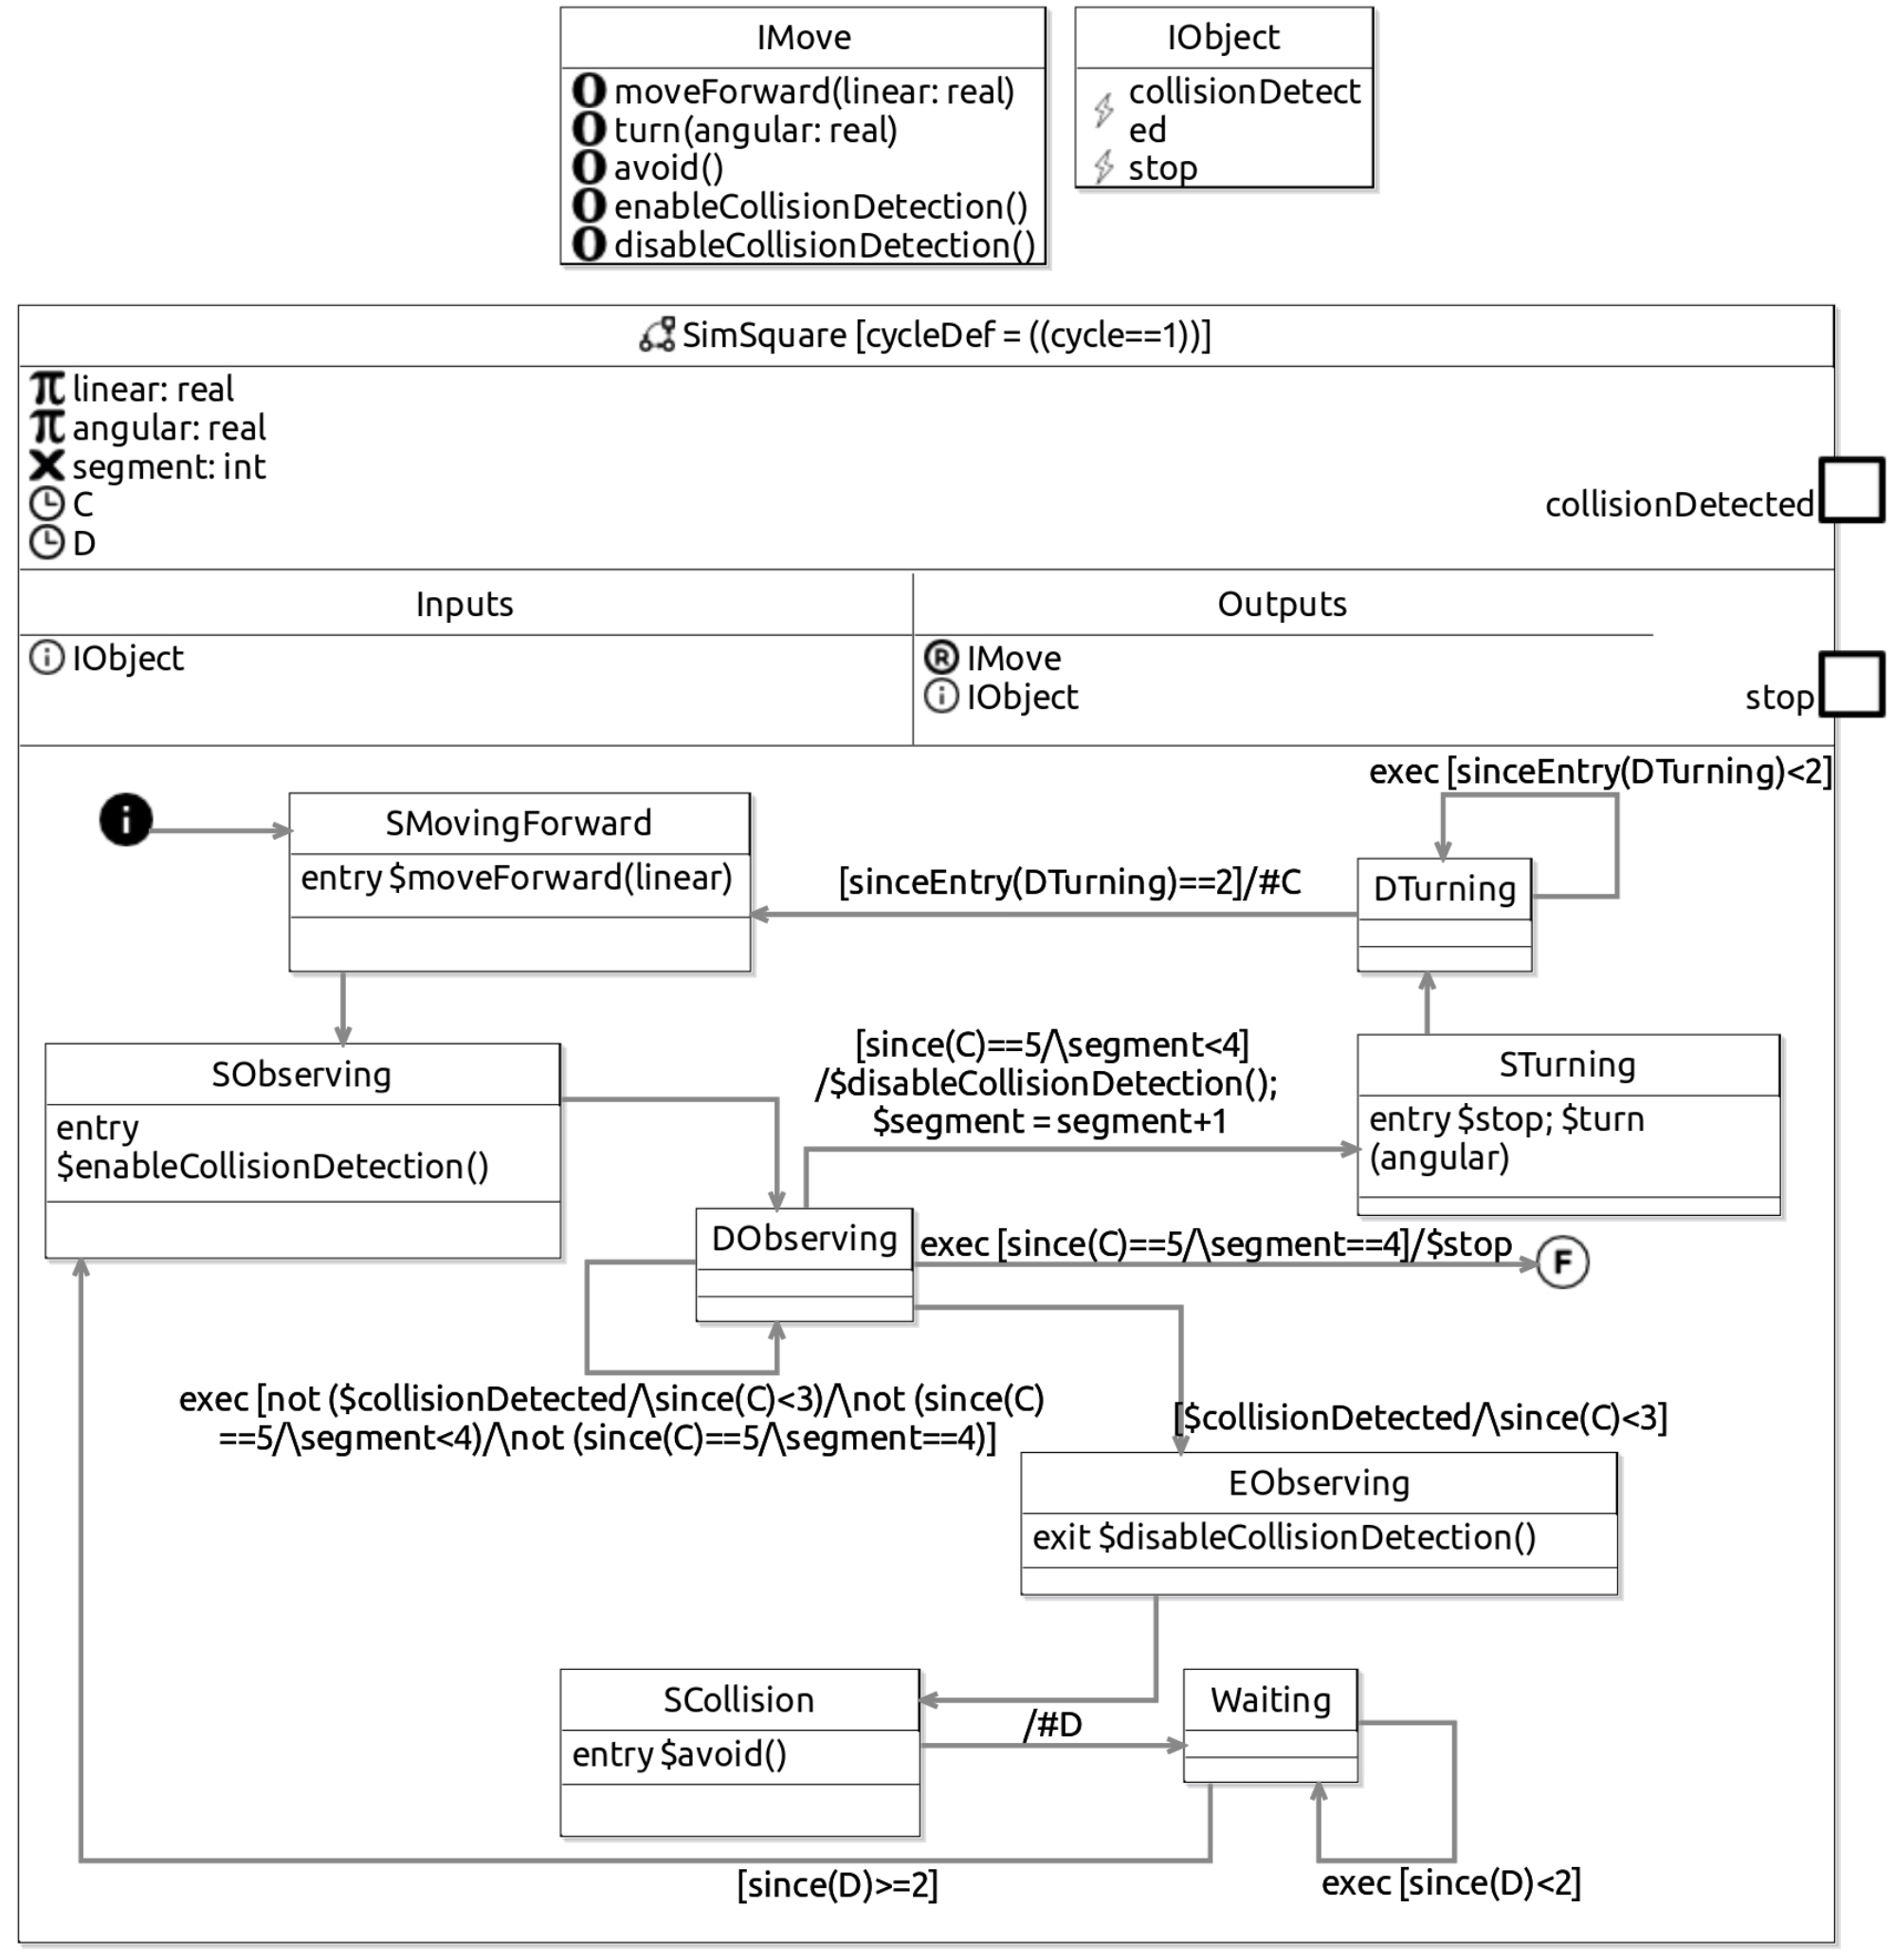 IMove
moveForward(linear: real)
turn(angular: real)
avoid()
enableCollisionDetection()
disableCollisionDetection()
IObject
collisionDetect
ed
stop
SimSquare [cycleDef = ((cycle==1))]
linear: real
angular: real
segment: int
C
D
collisionDetected
Inputs
Outputs
IObject
IMove
IObject
stop
exec [sinceEntry(DTurning)<2]
i
SMovingForward
entry $moveForward(linear)
[sinceEntry(DTurning)==2]/#C
DTurning
SObserving
entry
$enableCollisionDetection()
[since(C)==5/\segment<4]
/$disableCollisionDetection();
$segment = segment+1
STurning
entry $stop; $turn
(angular)
DObserving
exec [since(C)==5/\segment==4]/$stop
F
exec [not ($collisionDetected/\since(C)<3)/\not (since(C)
==5/\segment<4)/\not (since(C)==5/\segment==4)]
[$collisionDetected/\since(C)<3]
EObserving
exit $disableCollisionDetection()
SCollision
entry $avoid()
/#D
Waiting
[since(D)>=2]
exec [since(D)<2]